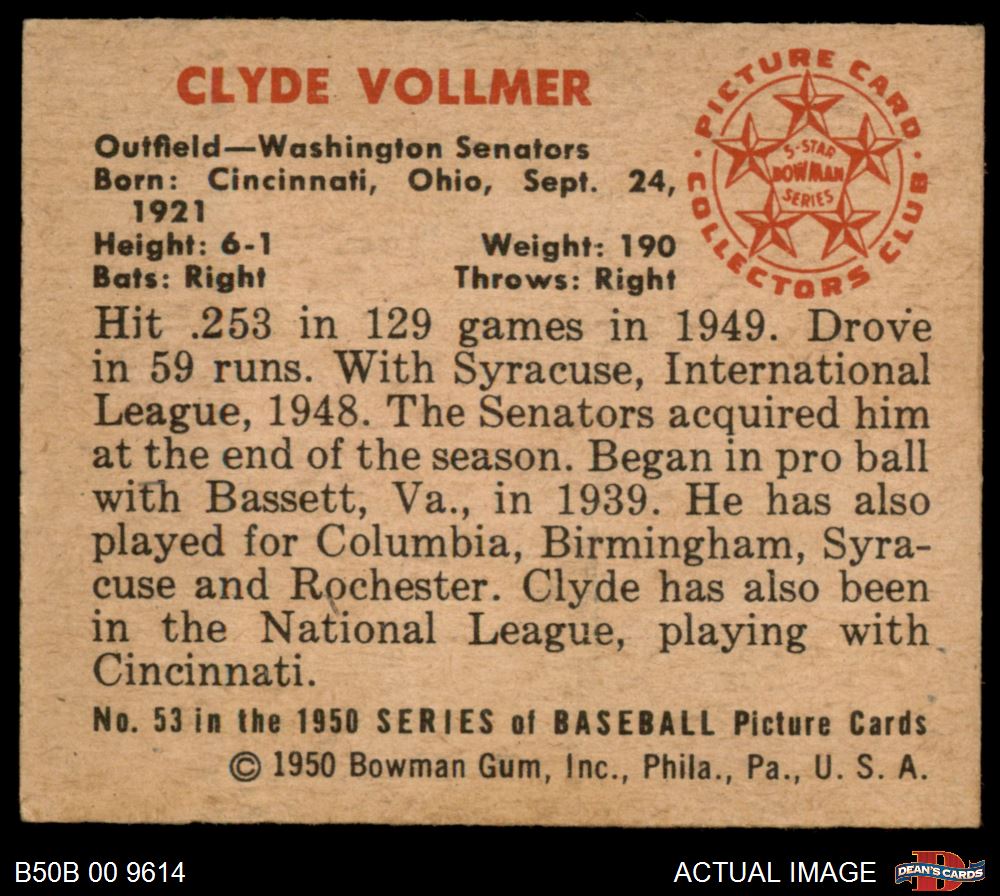 CLYDE VOLLMER
Outfield—Washington Senators
Born: Cincinnati, Ohio, Sept. 24,
1921
Height: 6-1 Weight: 190
Bats: Right Throws: Right
PICTURE CARD
COLLECTORS CLUB
5-STAR
BOWMAN
SERIES
Hit .253 in 129 games in 1949. Drove
in 59 runs. With Syracuse, International
League, 1948. The Senators acquired him
at the end of the season. Began in pro ball
with Bassett, Va., in 1939. He has also
played for Columbia, Birmingham, Syra-
cuse and Rochester. Clyde has also been
in the National League, playing with
Cincinnati.
No. 53 in the 1950 SERIES of BASEBALL Picture Cards
© 1950 Bowman Gum, Inc., Phila., Pa., U. S. A.
B50B 00 9614
ACTUAL IMAGE
D
DEAN'S CARDS